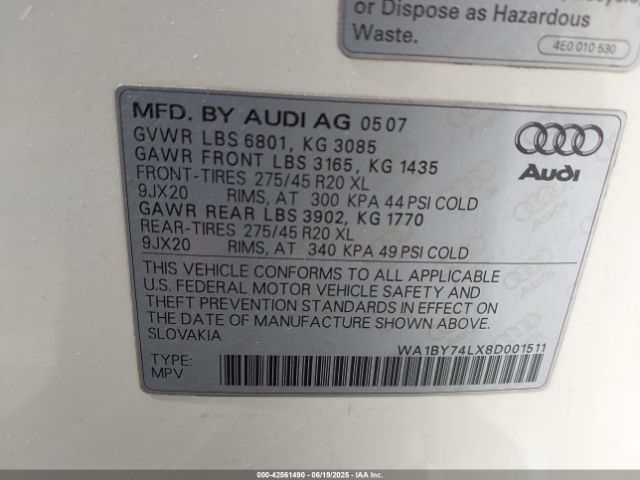 or Dispose as Hazardous
Waste.
4E0 010 530
MFD. BY AUDI AG 05 07
GVWR LBS 6801, KG 3085
GAWR FRONT LBS 3165, KG 1435
FRONT-TIRES 275/45 R20 XL
9JX20 RIMS, AT 300 KPA 44 PSI COLD
GAWR REAR LBS 3902, KG 1770
REAR-TIRES 275/45 R20 XL
9JX20 RIMS, AT 340 KPA 49 PSI COLD
Audi
THIS VEHICLE CONFORMS TO ALL APPLICABLE
U.S. FEDERAL MOTOR VEHICLE SAFETY AND
THEFT PREVENTION STANDARDS IN EFFECT ON
THE DATE OF MANUFACTURE SHOWN ABOVE.
SLOVAKIA
WA1BY74LX8D001511
TYPE:
MPV
000-42561490 - 06/19/2025 - IAAI.COM